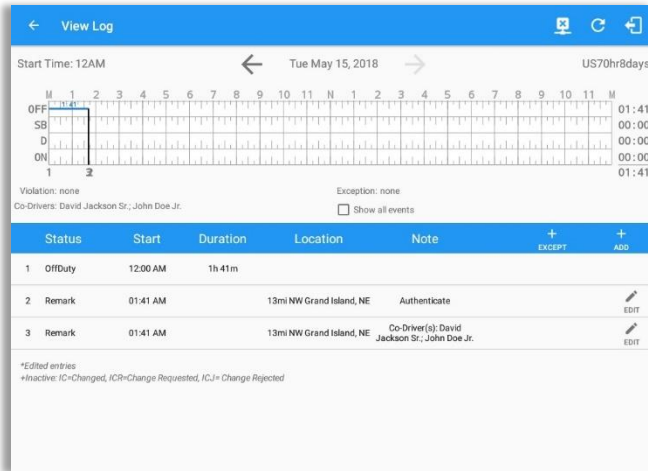 View Log
Start Time: 12AM Tue May 15, 2018 US70hr8days
M 1 2 3 4 5 6 7 8 9 10 11 N 1 2 3 4 5 6 7 8 9 10 11 M
OFF 1:41 01:41
SB 00:00
D 00:00
ON 00:00
1 01:41
Violation: none Exception: none
Co-Drivers: David Jackson Sr.; John Doe Jr. Show all events
Status Start Duration Location Note + EXCEPT + ADD
1 OffDuty 12:00 AM 1h 41m
2 Remark 01:41 AM 13mi NW Grand Island, NE Authenticate EDIT
3 Remark 01:41 AM 13mi NW Grand Island, NE Co-Driver(s): David
Jackson Sr.; John Doe Jr. EDIT
*Edited entries
+Inactive: IC=Changed, ICR=Change Requested, ICJ= Change Rejected